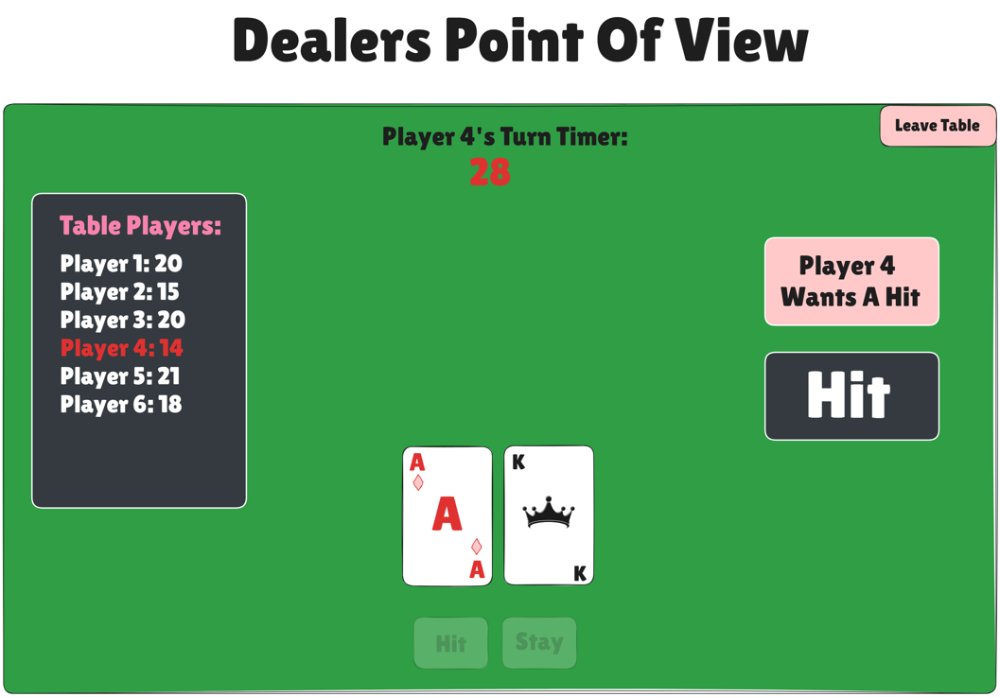 Dealers Point Of View
Leave Table
Player 4's Turn Timer:
28
Table Players:
Player 1: 20
Player 2: 15
Player 3: 20
Player 4: 14
Player 5: 21
Player 6: 18
Player 4
Wants A Hit
Hit
A
A
A
K
K
Hit
Stay